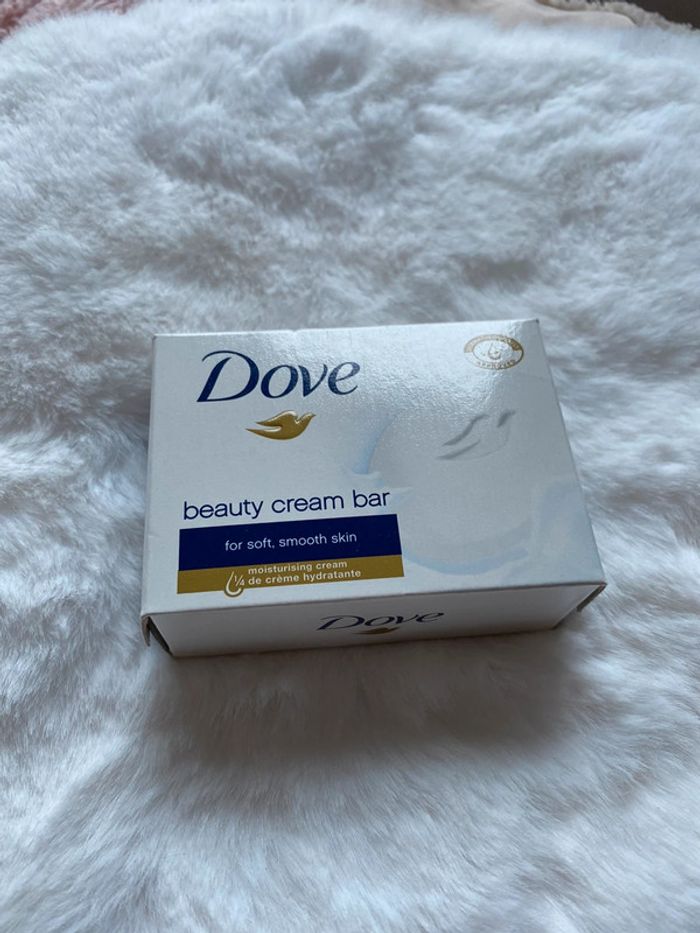 Dove
beauty cream bar
for soft, smooth skin
¼ moisturising cream
de crème hydratante
Dove